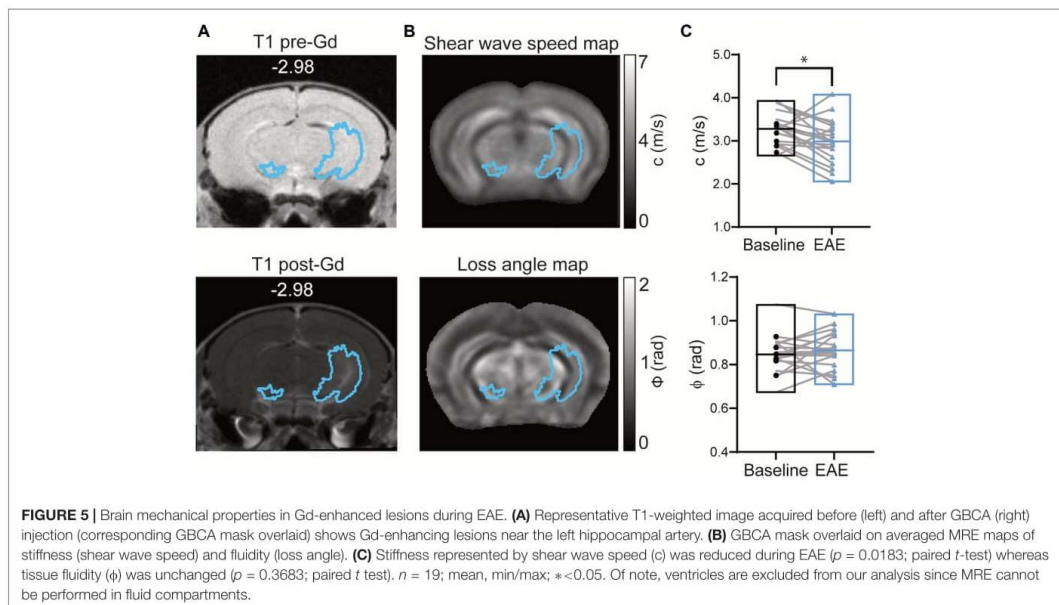 A
T1 pre-Gd
-2.98
B
Shear wave speed map
7
4
0
c (m/s)
C
5.0
4.0
3.0
2.0
1.0
c (m/s)
*
Baseline EAE
T1 post-Gd
-2.98
Loss angle map
2
1
0
Φ (rad)
1.2
1.0
0.8
0.6
0.4
ϕ (rad)
Baseline EAE
FIGURE 5 | Brain mechanical properties in Gd-enhanced lesions during EAE. (A) Representative T1-weighted image acquired before (left) and after GBCA (right)
injection (corresponding GBCA mask overlaid) shows Gd-enhancing lesions near the left hippocampal artery. (B) GBCA mask overlaid on averaged MRE maps of
stiffness (shear wave speed) and fluidity (loss angle). (C) Stiffness represented by shear wave speed (c) was reduced during EAE (p = 0.0183; paired t-test) whereas
tissue fluidity (ϕ) was unchanged (p = 0.3683; paired t test). n = 19; mean, min/max; *<0.05. Of note, ventricles are excluded from our analysis since MRE cannot
be performed in fluid compartments.